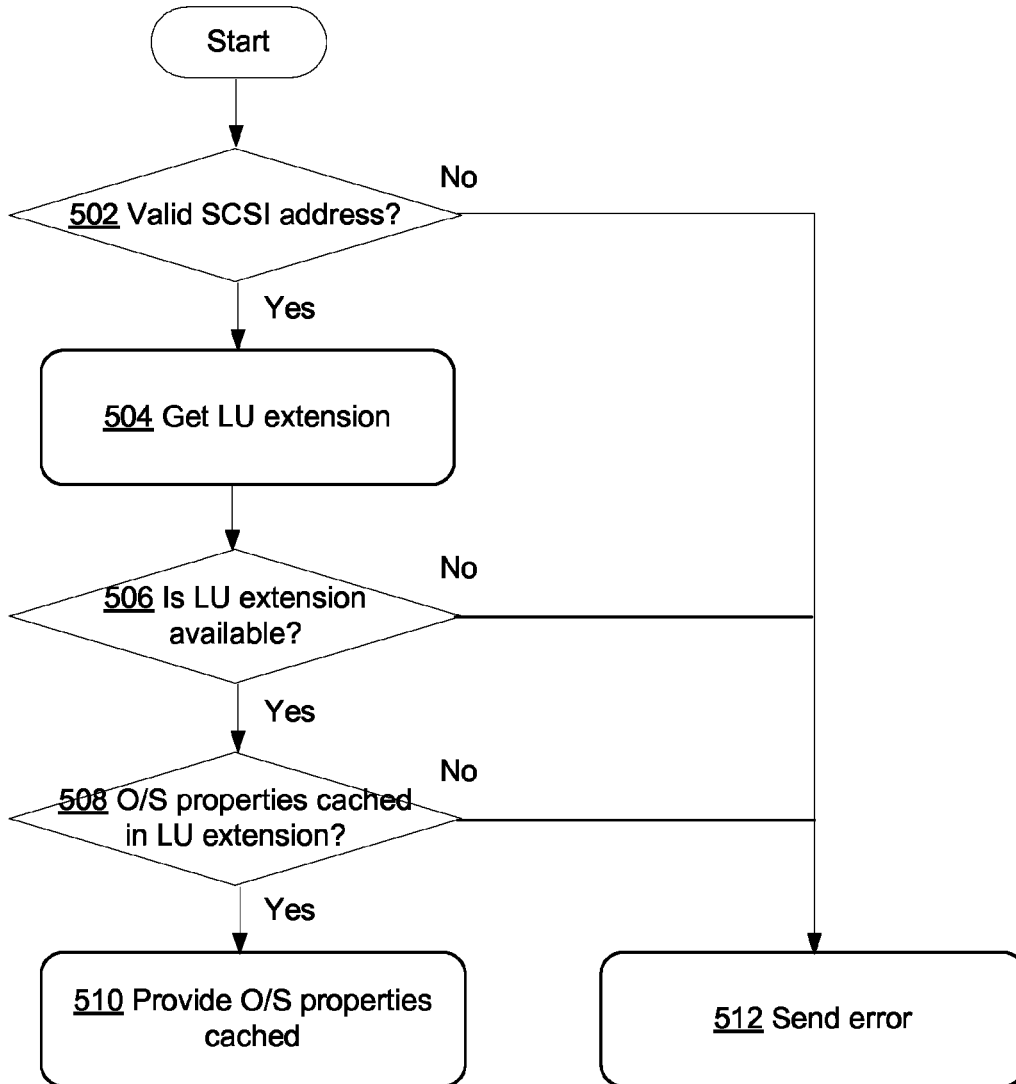 Start
No
502 Valid SCSI address?
Yes
504 Get LU extension
No
506 Is LU extension
available?
Yes
No
508 O/S properties cached
in LU extension?
Yes
510 Provide O/S properties
cached
512 Send error